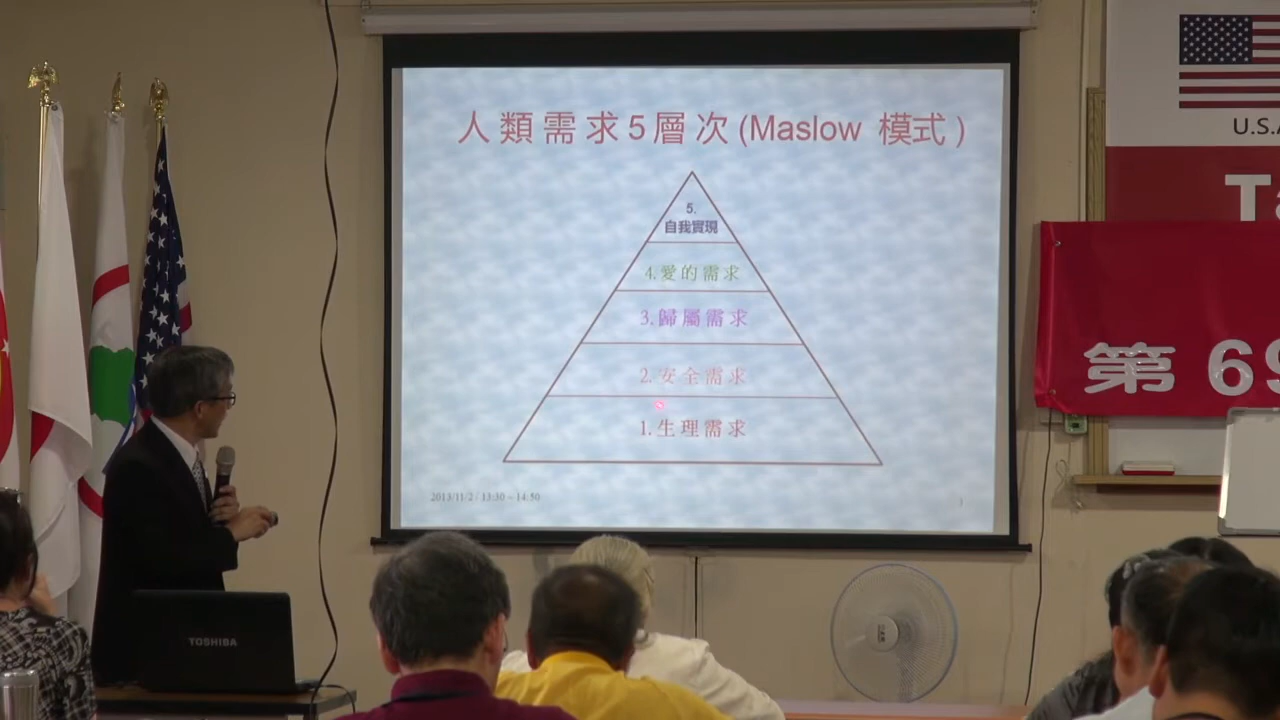 人類需求5層次(Maslow 模式)
5.
自我實現
4.愛的需求
3.歸屬需求
2.安全需求
1.生理需求
2013/11/2 / 13:30 ~ 14:50
1
TOSHIBA
U.S.A
Ta
第 69